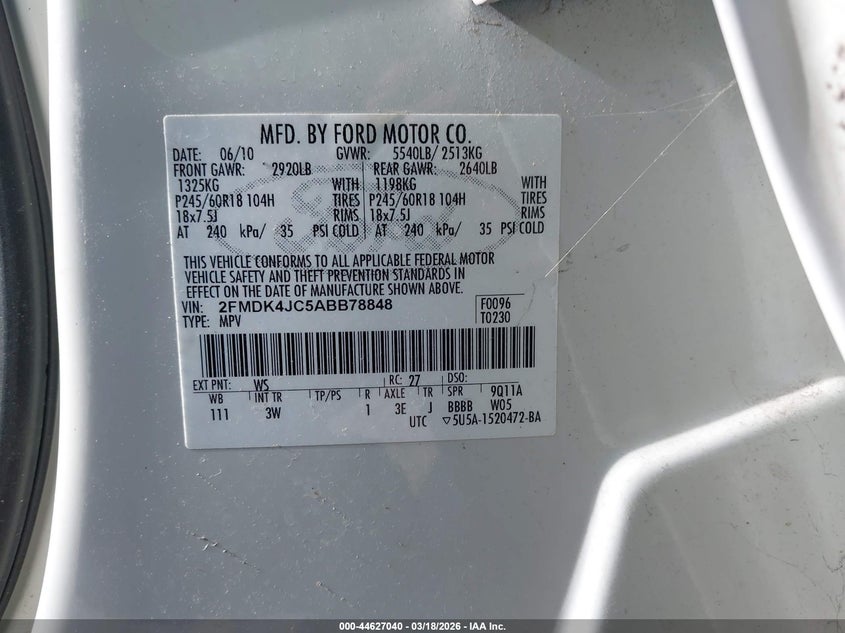 MFD. BY FORD MOTOR CO.
DATE: 06/10 GVWR: 5540LB/ 2513KG
FRONT GAWR: 2920LB REAR GAWR: 2640LB
1325KG WITH 1198KG WITH
P245/60R18 104H TIRES P245/60R18 104H TIRES
18x7.5J RIMS 18x7.5J RIMS
AT 240 kPa/ 35 PSI COLD AT 240 kPa/ 35 PSI COLD
Ford
THIS VEHICLE CONFORMS TO ALL APPLICABLE FEDERAL MOTOR
VEHICLE SAFETY AND THEFT PREVENTION STANDARDS IN
EFFECT ON THE DATE OF MANUFACTURE SHOWN ABOVE.
VIN: 2FMDK4JC5ABB78848 F0096
TYPE: MPV T0230
EXT PNT: WS RC: 27 DSO:
WB INT TR TP/PS R AXLE TR SPR 9Q11A
111 3W 1 3E J BBBB W05
UTC ▽5U5A-1520472-BA
000-44627040 — 03/18/2026 — IAA Inc.